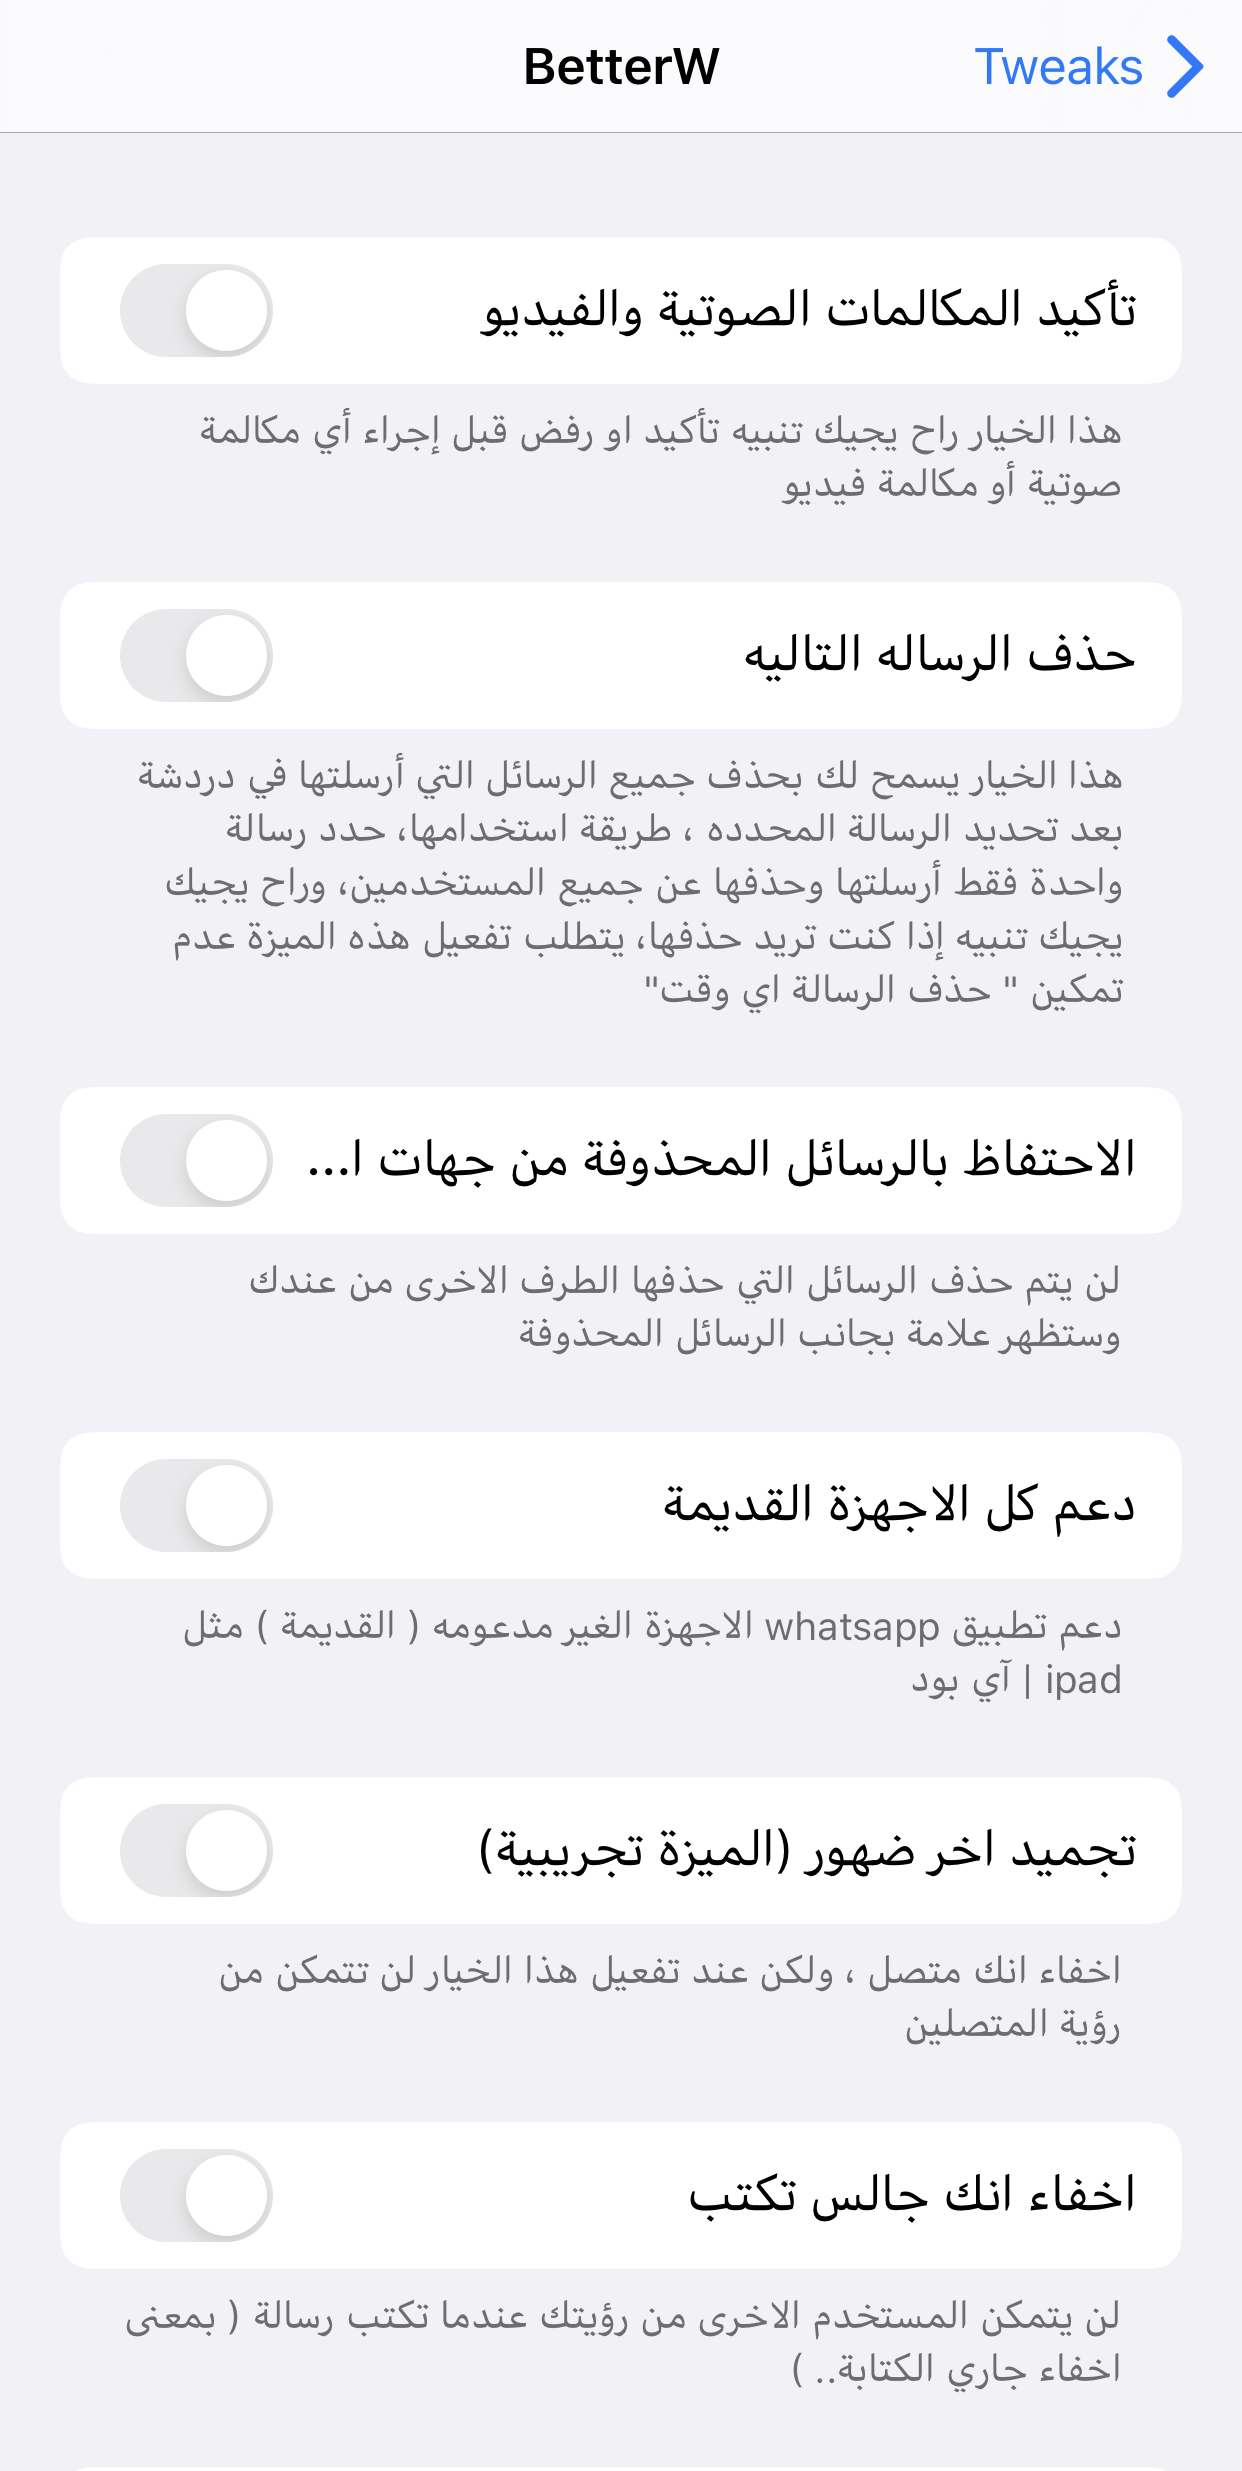 Tweaks
BetterW
تأكيد المكالمات الصوتية والفيديو
هذا الخيار راح يجيك تنبيه تأكيد او رفض قبل إجراء أي مكالمة
صوتية أو مكالمة فيديو
حذف الرساله التاليه
هذا الخيار يسمح لك بحذف جميع الرسائل التي أرسلتها في دردشة
بعد تحديد الرسالة المحدده ، طريقة استخدامها، حدد رسالة
واحدة فقط أرسلتها وحذفها عن جميع المستخدمين، وراح يجيك
يجيك تنبيه إذا كنت تريد حذفها، يتطلب تفعيل هذه الميزة عدم
تمكين " حذف الرسالة اي وقت"
الاحتفاظ بالرسائل المحذوفة من جهات ا...
لن يتم حذف الرسائل التي حذفها الطرف الاخرى من عندك
وستظهر علامة بجانب الرسائل المحذوفة
دعم كل الاجهزة القديمة
دعم تطبيق whatsapp الاجهزة الغير مدعومه ( القديمة ) مثل
ipad | آي بود
تجميد اخر ضهور (الميزة تجريبية)
اخفاء انك متصل ، ولكن عند تفعيل هذا الخيار لن تتمكن من
رؤية المتصلين
اخفاء انك جالس تكتب
لن يتمكن المستخدم الاخرى من رؤيتك عندما تكتب رسالة ( بمعنى
اخفاء جاري الكتابة.. )